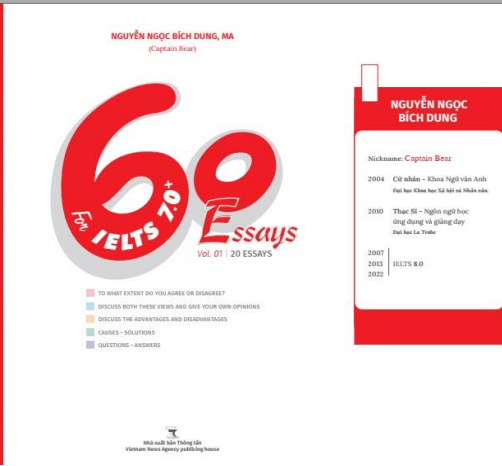 NGUYỄN NGỌC BÍCH DUNG, MA
(Captain Bear)
60
For IELTS 7.0+
Essays
Vol. 01 | 20 ESSAYS
TO WHAT EXTENT DO YOU AGREE OR DISAGREE?
DISCUSS BOTH THESE VIEWS AND GIVE YOUR OWN OPINIONS
DISCUSS THE ADVANTAGES AND DISADVANTAGES
CAUSES – SOLUTIONS
QUESTIONS – ANSWERS
Nhà xuất bản Thông tấn
Vietnam News Agency publicing house
NGUYỄN NGỌC
BÍCH DUNG
Nickname: Captain Bear
2004 Cử nhân – Khoa Ngữ văn Anh
Đại học Khoa học Xã hội và Nhân văn.
2010 Thạc Sĩ – Ngôn ngữ học
ứng dụng và giảng dạy
Đại học La Trobe
2007
2013 IELTS 8.0
2022